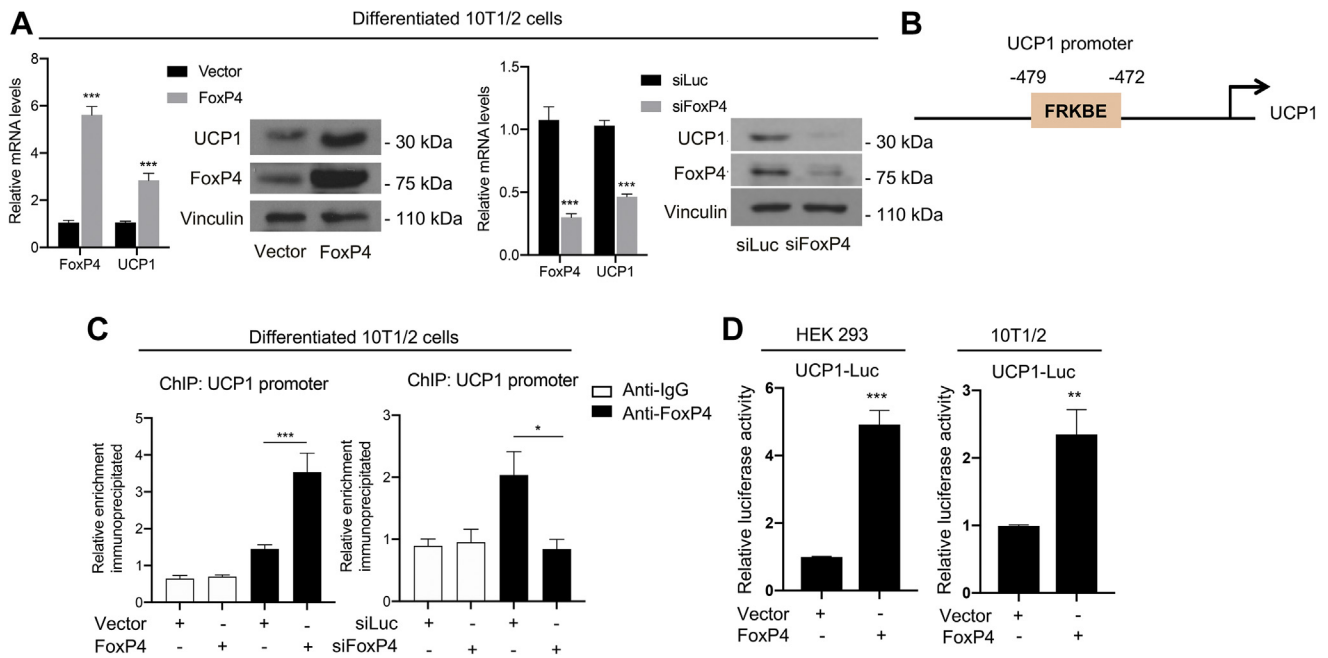 A
Differentiated 10T1/2 cells
Relative mRNA levels
8
6
4
2
0
***
***
FoxP4
UCP1
Vector
FoxP4
UCP1
- 30 kDa
FoxP4
- 75 kDa
Vinculin
- 110 kDa
Vector FoxP4
Relative mRNA levels
1.5
1.0
0.5
0.0
***
***
FoxP4
UCP1
siLuc
siFoxP4
UCP1
- 30 kDa
FoxP4
- 75 kDa
Vinculin
- 110 kDa
siLuc siFoxP4
B
UCP1 promoter
-479
-472
FRKBE
UCP1
C
Differentiated 10T1/2 cells
ChIP: UCP1 promoter
Relative enrichment
immunoprecipitated
5
4
3
2
1
0
***
Vector + - + -
FoxP4 - + - +
ChIP: UCP1 promoter
Relative enrichment
immunoprecipitated
3
2
1
0
*
siLuc + - + -
siFoxP4 - + - +
Anti-IgG
Anti-FoxP4
D
HEK 293
UCP1-Luc
Relative luciferase activity
6
4
2
0
***
Vector + -
FoxP4 - +
10T1/2
UCP1-Luc
Relative luciferase activity
3
2
1
0
**
Vector + -
FoxP4 - +